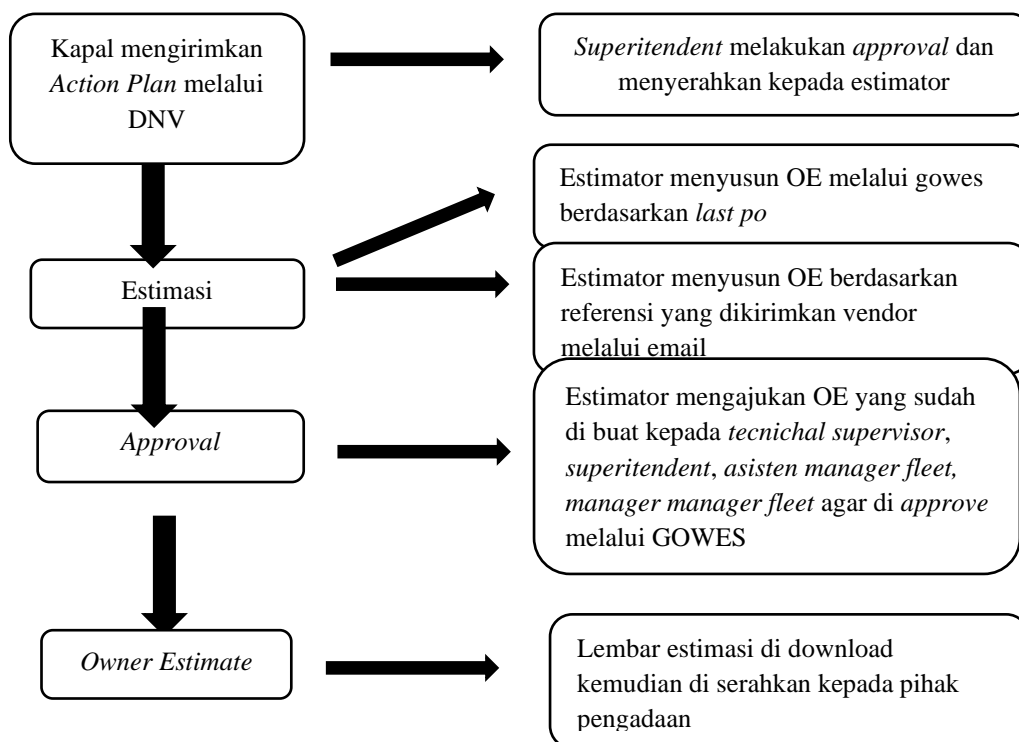 Kapal mengirimkan
Action Plan melalui
DNV
Superitendent melakukan approval dan
menyerahkan kepada estimator
Estimasi
Estimator menyusun OE melalui gowes
berdasarkan last po
Estimator menyusun OE berdasarkan
referensi yang dikirimkan vendor
melalui email
Approval
Estimator mengajukan OE yang sudah
di buat kepada tecnichal supervisor,
superitendent, asisten manager fleet,
manager manager fleet agar di approve
melalui GOWES
Owner Estimate
Lembar estimasi di download
kemudian di serahkan kepada pihak
pengadaan